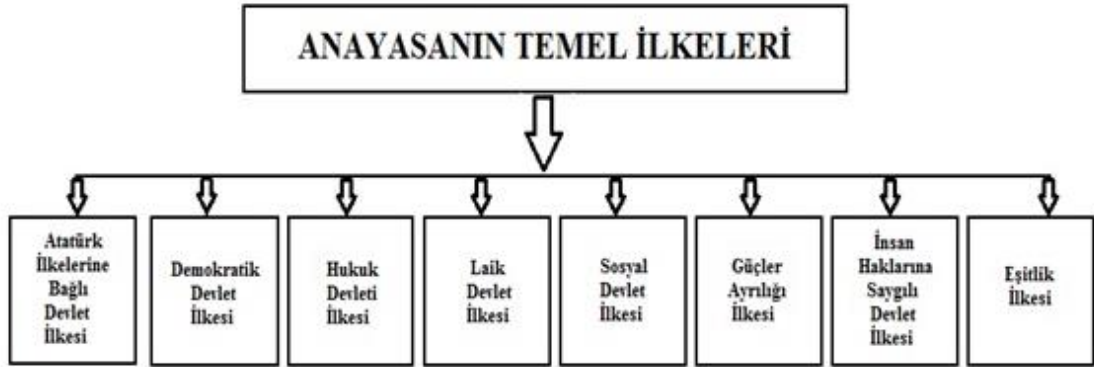 ANAYASANIN TEMEL İLKELERİ
Atatürk
İlkelerine
Bağlı
Devlet
İlkesi
Demokratik
Devlet
İlkesi
Hukuk
Devleti
İlkesi
Laik
Devlet
İlkesi
Sosyal
Devlet
İlkesi
Güçler
Ayrılığı
İlkesi
İnsan
Haklarına
Saygılı
Devlet
İlkesi
Eşitlik
İlkesi